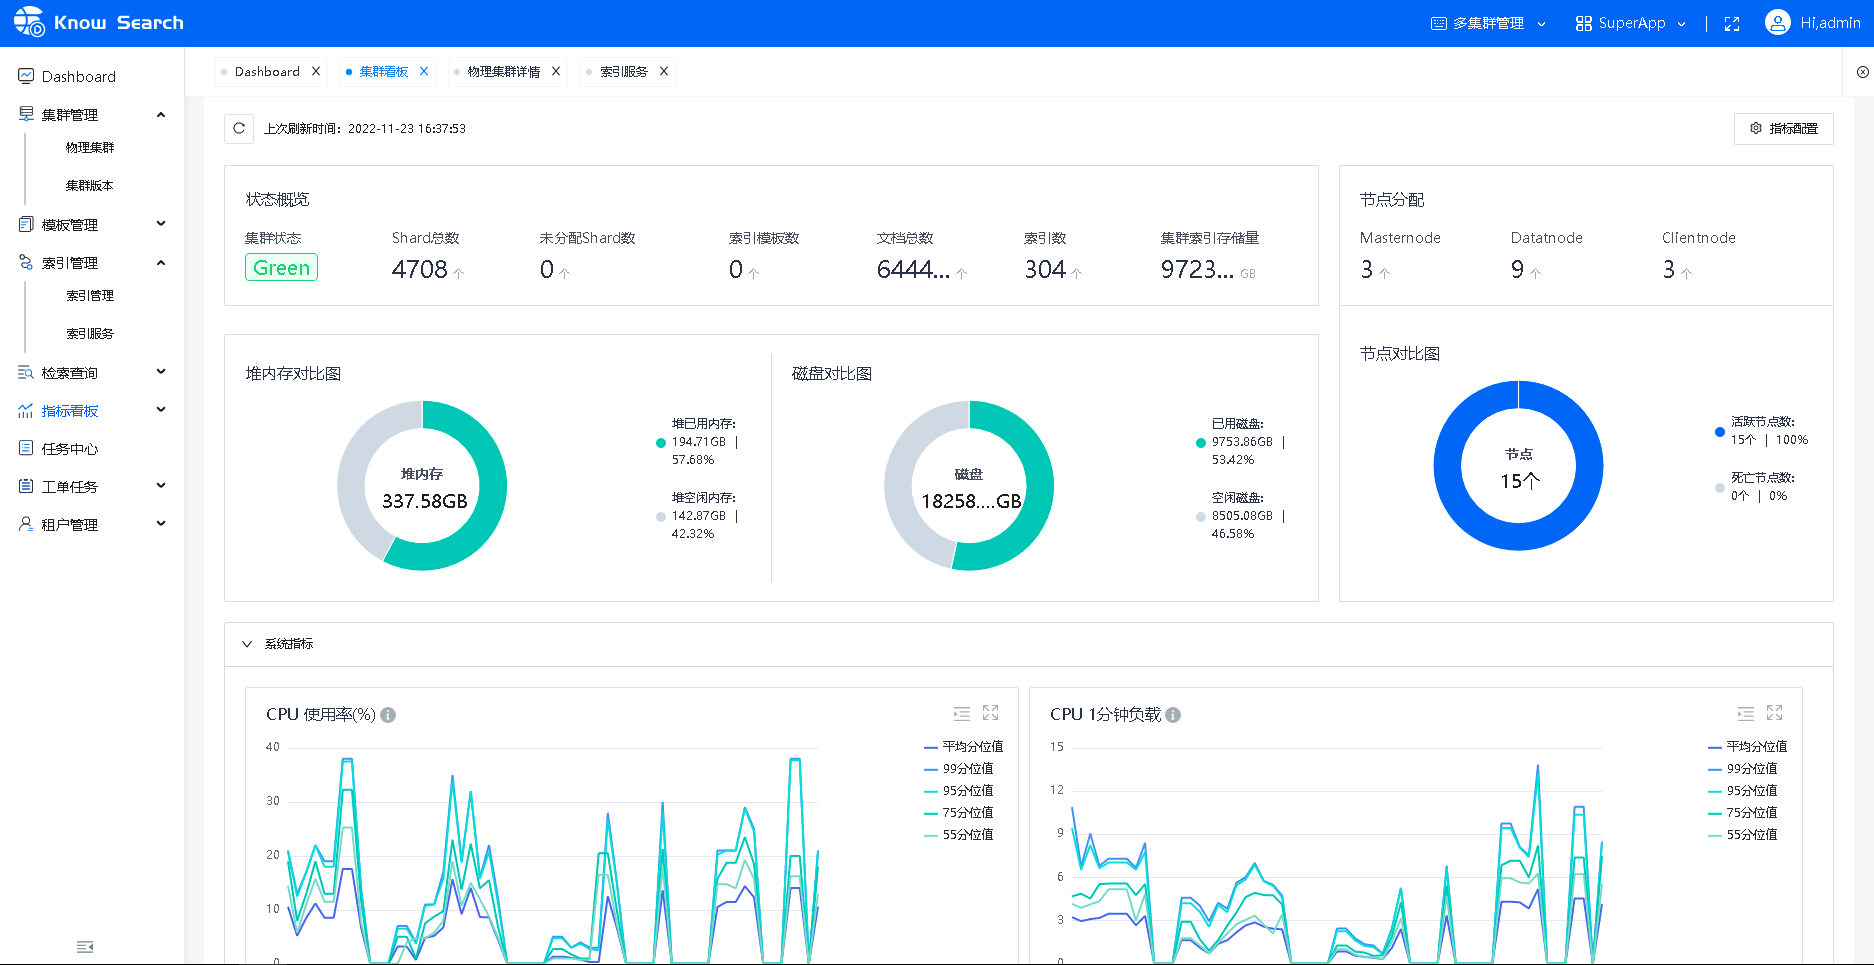 Know Search
多集群管理
SuperApp
Hi,admin
Dashboard
集群管理
物理集群
集群版本
模板管理
索引管理
索引管理
索引服务
检索查询
指标看板
任务中心
工单任务
租户管理
Dashboard X
集群看板 X
物理集群详情 X
索引服务 X
上次刷新时间：2022-11-23 16:37:53
指标配置
状态概览
集群状态
Green
Shard总数
4708 个
未分配Shard数
0 个
索引模板数
0 个
文档总数
6444... 个
索引数
304 个
集群索引存储量
9723... GB
节点分配
Masternode
3 个
Datatnode
9 个
Clientnode
3 个
堆内存对比图
堆内存
337.58GB
堆已用内存:
194.71GB |
57.68%
堆空闲内存:
142.87GB |
42.32%
磁盘对比图
磁盘
18258....GB
已用磁盘:
9753.86GB |
53.42%
空闲磁盘:
8505.08GB |
46.58%
节点对比图
节点
15个
活跃节点数:
15个 | 100%
死亡节点数:
0个 | 0%
系统指标
CPU 使用率(%)
40
30
20
10
0
平均分位值
99分位值
95分位值
75分位值
55分位值
CPU 1分钟负载
15
12
9
6
3
0
平均分位值
99分位值
95分位值
75分位值
55分位值